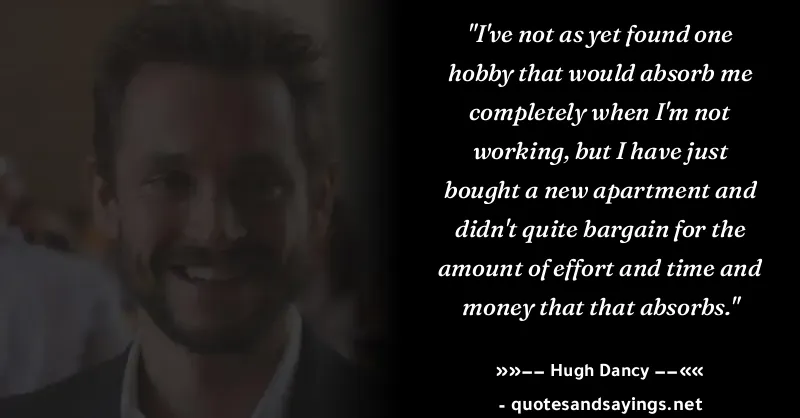 "I've not as yet found one
hobby that would absorb me
completely when I'm not
working, but I have just
bought a new apartment and
didn't quite bargain for the
amount of effort and time and
money that that absorbs."
»»−− Hugh Dancy −−««
- quotesandsayings.net